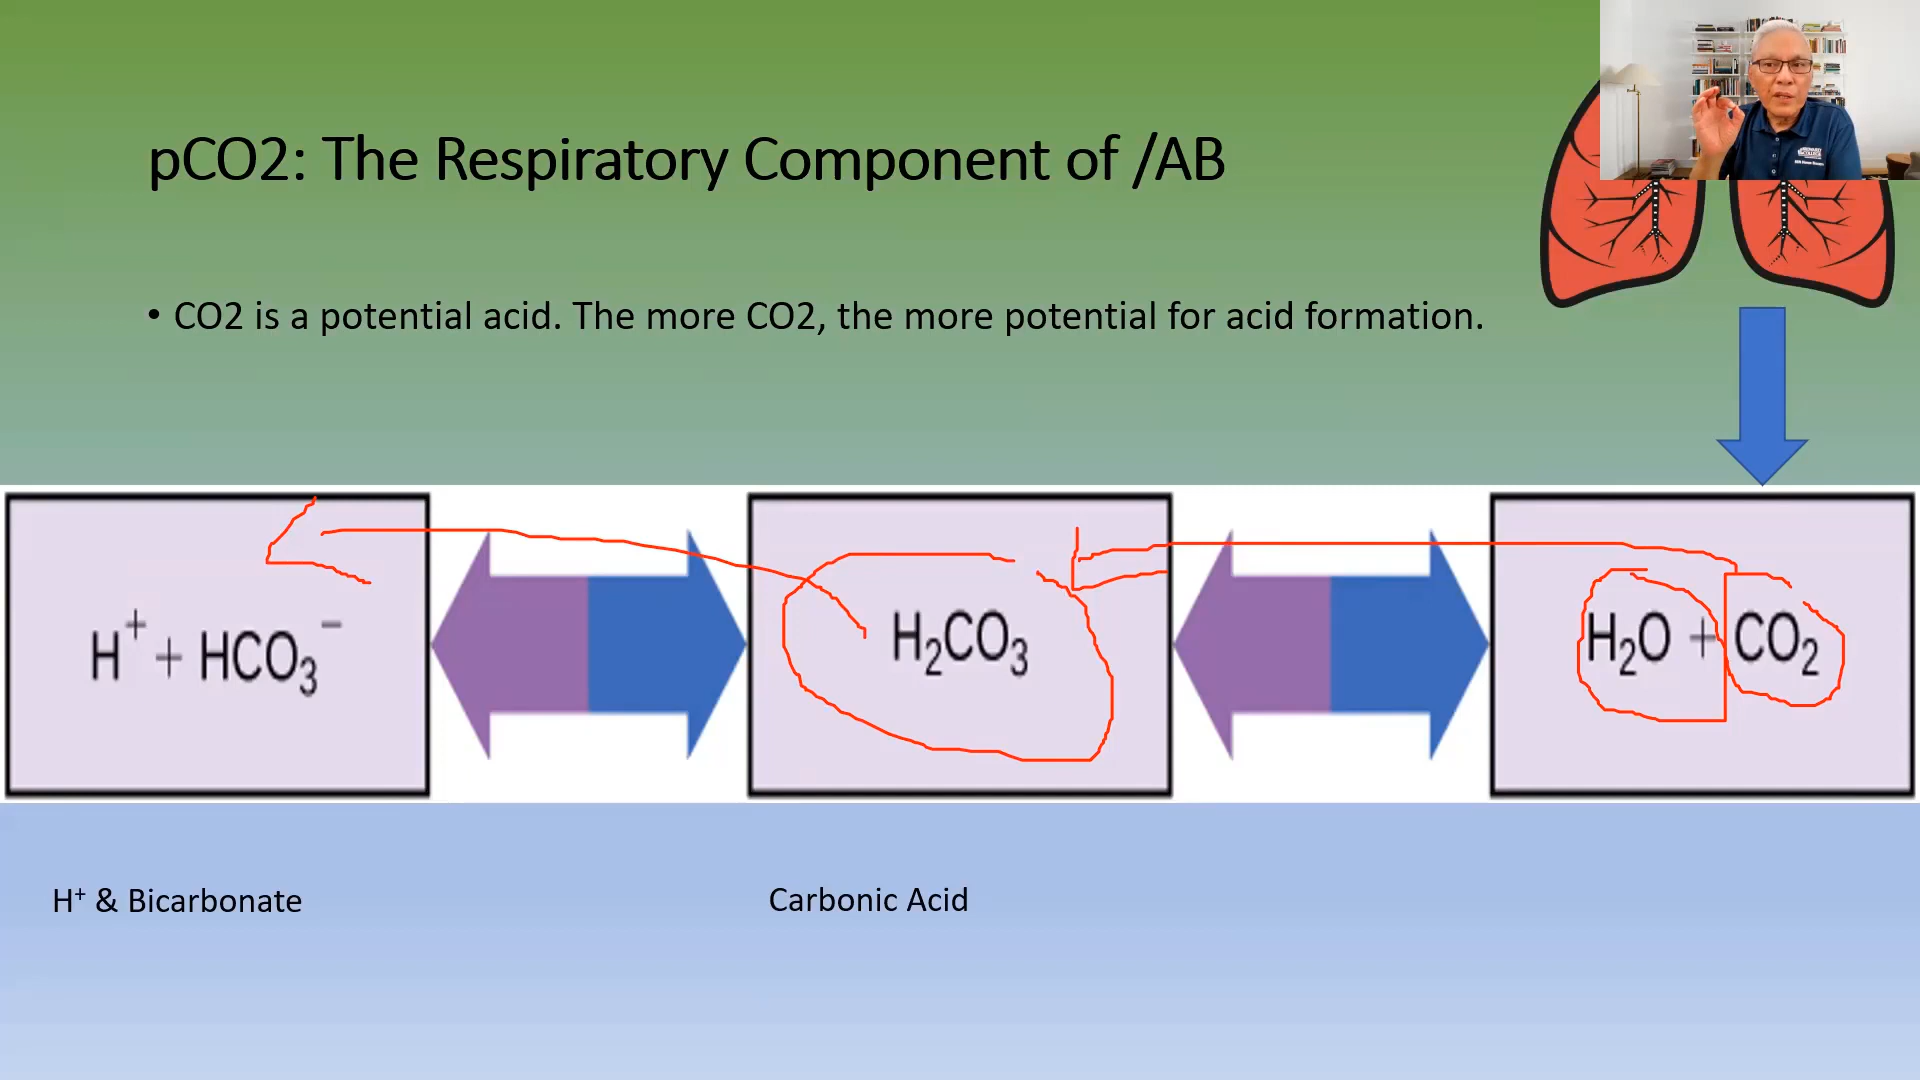 pCO2: The Respiratory Component of /AB
• CO2 is a potential acid. The more CO2, the more potential for acid formation.
H⁺ + HCO₃⁻
H₂CO₃
H₂O + CO₂
H⁺ & Bicarbonate
Carbonic Acid